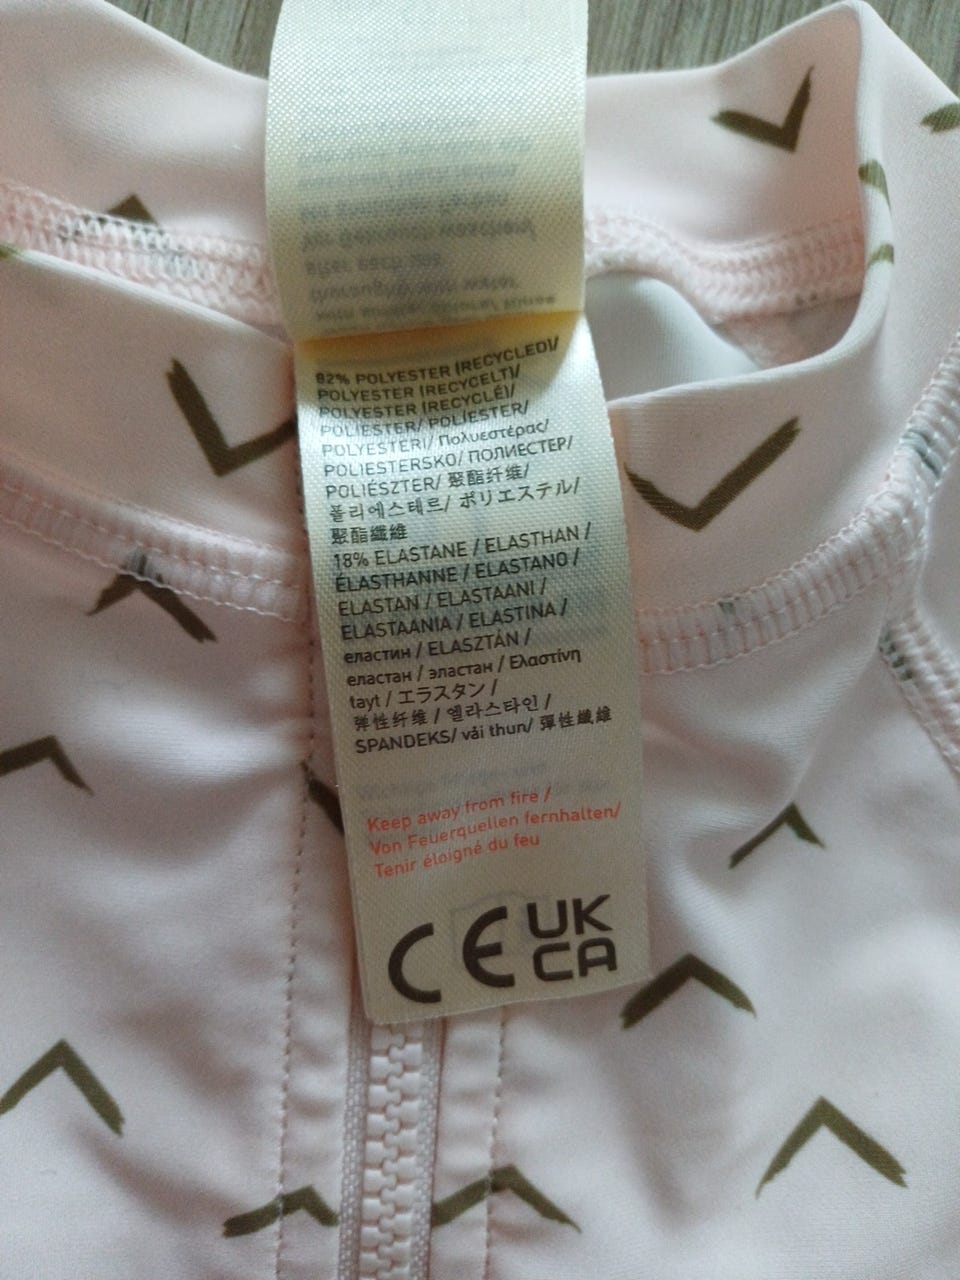 82% POLYESTER (RECYCLED)/
POLYESTER (RECYCELT)/
POLYESTER (RECYCLÉ)/
POLIESTER/ POLIÉSTER/
POLYESTERI/ Πολυεστέρας/
POLIESTERSKO/ ПОЛИЕСТЕР/
POLIÉSZTER/ 聚酯纤维/
폴리에스테르/ ポリエステル/
聚酯纖維
18% ELASTANE / ELASTHAN /
ÉLASTHANNE / ELASTANO /
ELASTAN / ELASTAANI /
ELASTAANIA / ELASTINA /
еластин / ELASZTÁN /
еластан / эластан / Ελαστίνη
tayt / エラスタン /
弹性纤维 / 엘라스타인 /
SPANDEKS/ vải thun/ 彈性纖維
Keep away from fire /
Von Feuerquellen fernhalten/
Tenir éloigné du feu
CE UK
CA